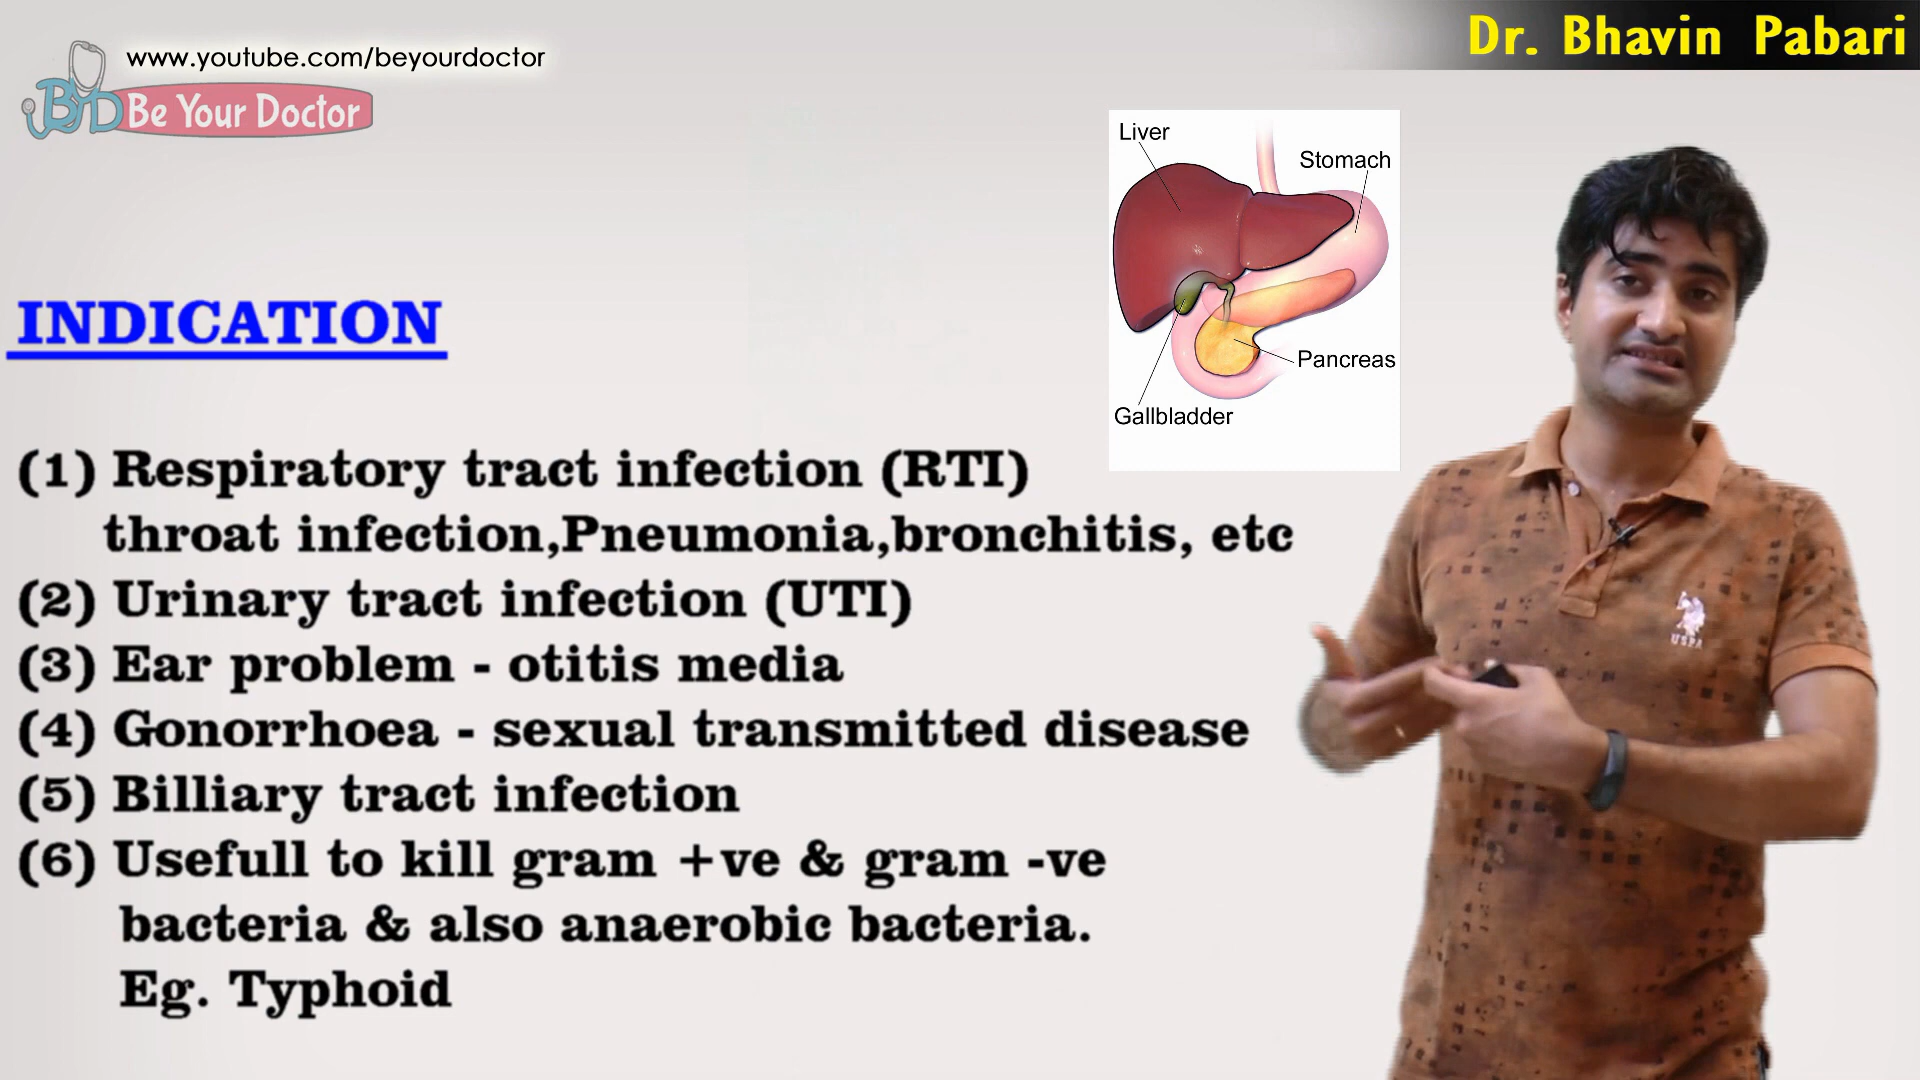 www.youtube.com/beyourdoctor
Dr. Bhavin Pabari
BYD Be Your Doctor
Liver
Stomach
Pancreas
Gallbladder
INDICATION
(1) Respiratory tract infection (RTI)
throat infection,Pneumonia,bronchitis, etc
(2) Urinary tract infection (UTI)
(3) Ear problem - otitis media
(4) Gonorrhoea - sexual transmitted disease
(5) Billiary tract infection
(6) Usefull to kill gram +ve & gram -ve
bacteria & also anaerobic bacteria.
Eg. Typhoid
USPA